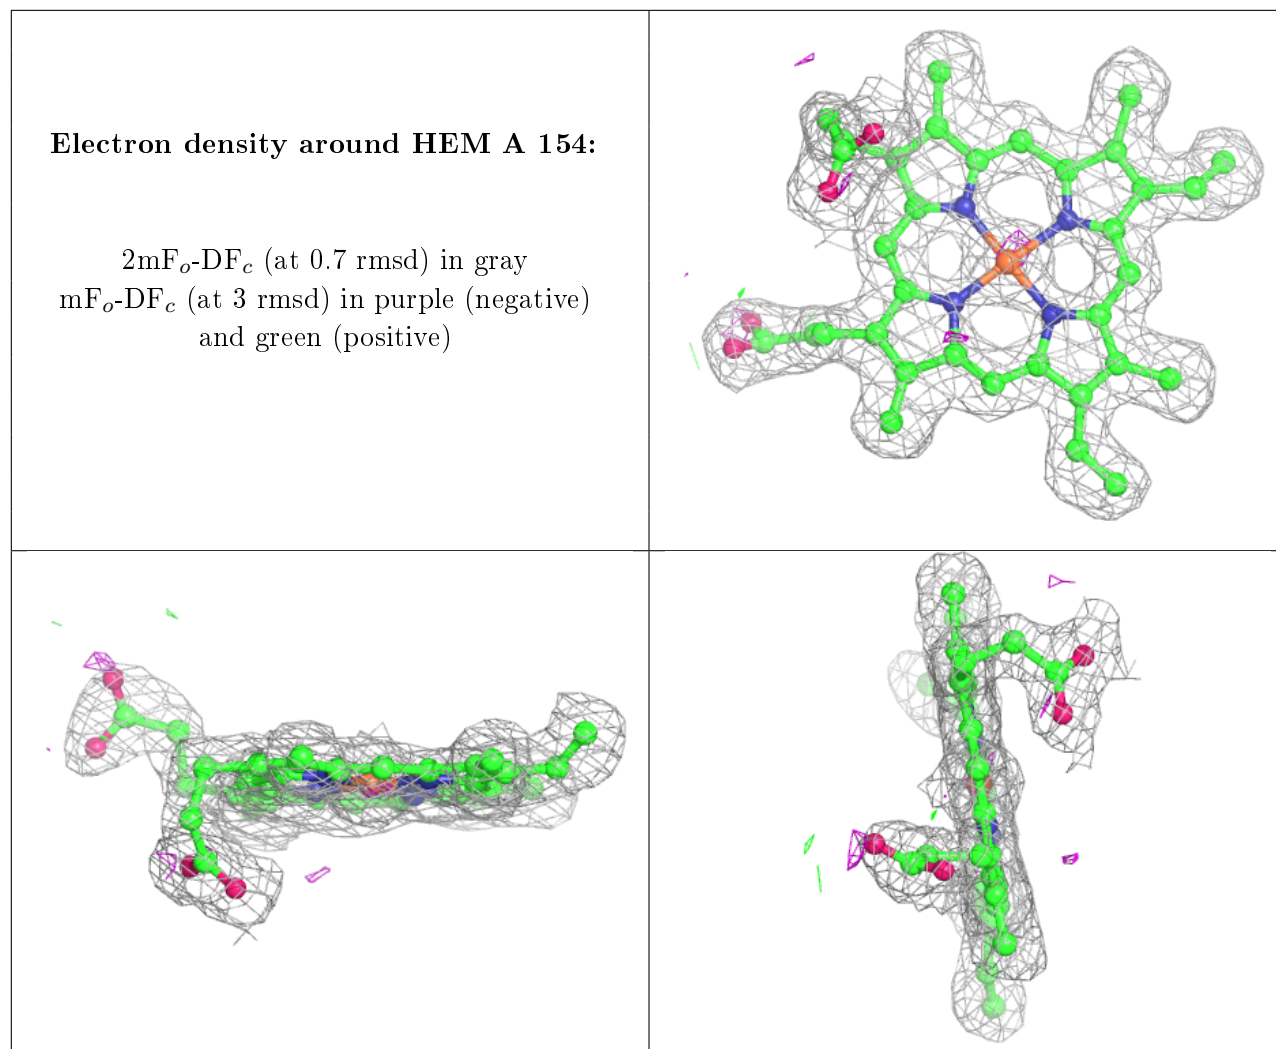 Electron density around HEM A 154:
2mFₒ-DF𝒸 (at 0.7 rmsd) in gray
mFₒ-DF𝒸 (at 3 rmsd) in purple (negative)
and green (positive)